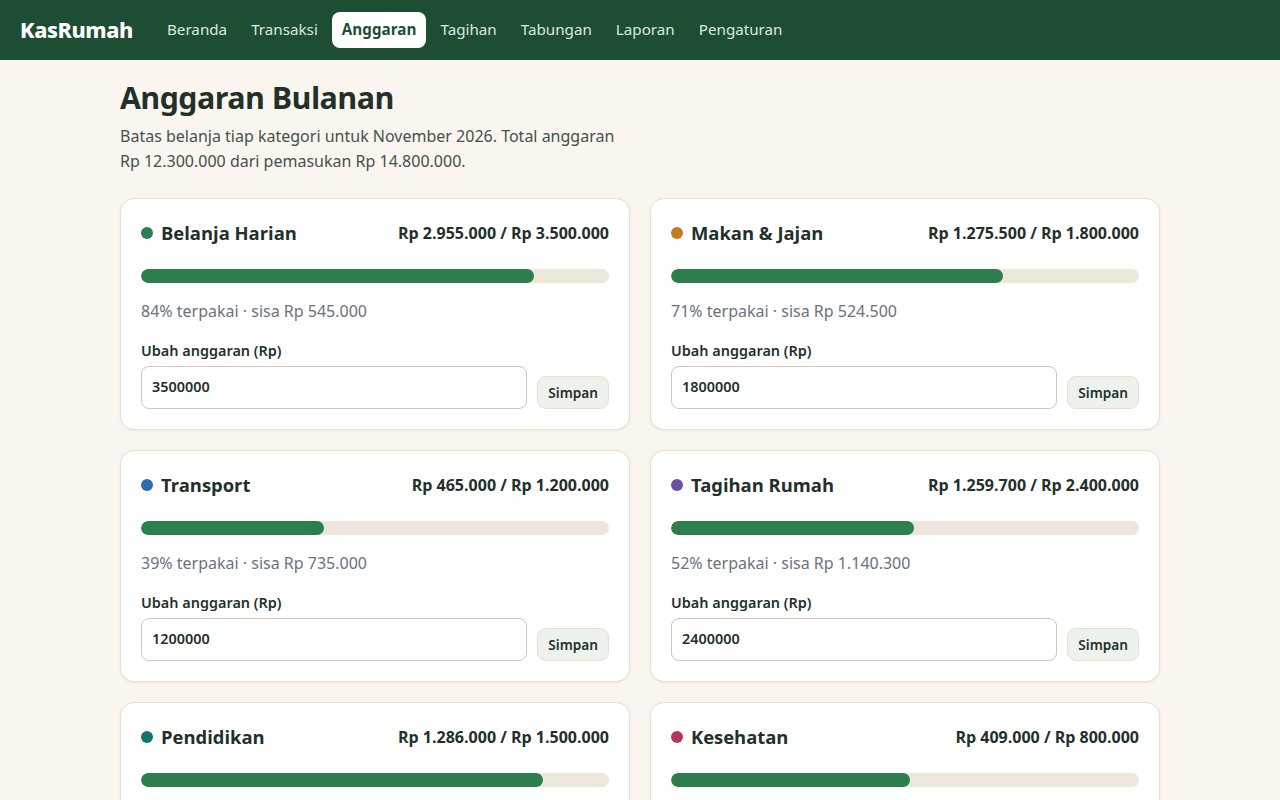 KasRumah
Beranda
Transaksi
Anggaran
Tagihan
Tabungan
Laporan
Pengaturan
Anggaran Bulanan
Batas belanja tiap kategori untuk November 2026. Total anggaran
Rp 12.300.000 dari pemasukan Rp 14.800.000.
Belanja Harian
Rp 2.955.000 / Rp 3.500.000
84% terpakai · sisa Rp 545.000
Ubah anggaran (Rp)
3500000
Simpan
Makan & Jajan
Rp 1.275.500 / Rp 1.800.000
71% terpakai · sisa Rp 524.500
Ubah anggaran (Rp)
1800000
Simpan
Transport
Rp 465.000 / Rp 1.200.000
39% terpakai · sisa Rp 735.000
Ubah anggaran (Rp)
1200000
Simpan
Tagihan Rumah
Rp 1.259.700 / Rp 2.400.000
52% terpakai · sisa Rp 1.140.300
Ubah anggaran (Rp)
2400000
Simpan
Pendidikan
Rp 1.286.000 / Rp 1.500.000
Kesehatan
Rp 409.000 / Rp 800.000